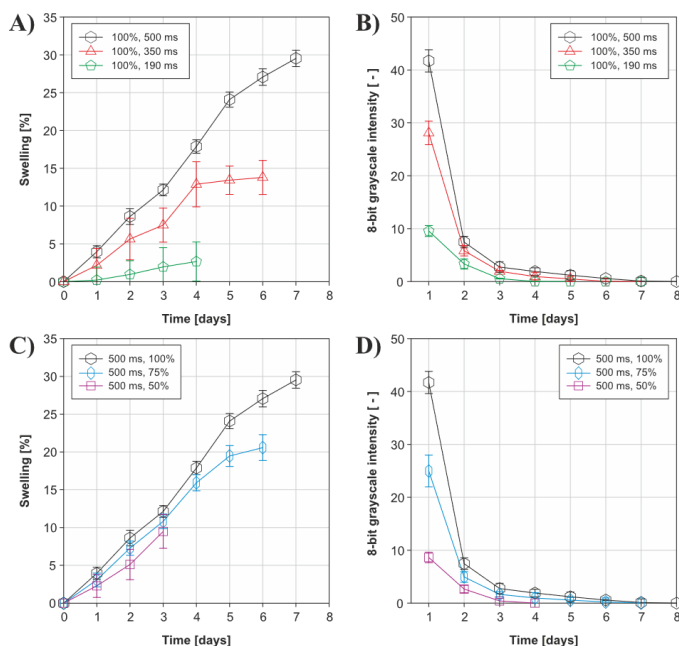 A)
35
30
25
20
15
10
5
0
Swelling [%]
100%, 500 ms
100%, 350 ms
100%, 190 ms
0 1 2 3 4 5 6 7 8
Time [days]
B)
50
40
30
20
10
0
8-bit grayscale intensity [ - ]
100%, 500 ms
100%, 350 ms
100%, 190 ms
1 2 3 4 5 6 7 8
Time [days]
C)
35
30
25
20
15
10
5
0
Swelling [%]
500 ms, 100%
500 ms, 75%
500 ms, 50%
0 1 2 3 4 5 6 7 8
Time [days]
D)
50
40
30
20
10
0
8-bit grayscale intensity [ - ]
500 ms, 100%
500 ms, 75%
500 ms, 50%
1 2 3 4 5 6 7 8
Time [days]